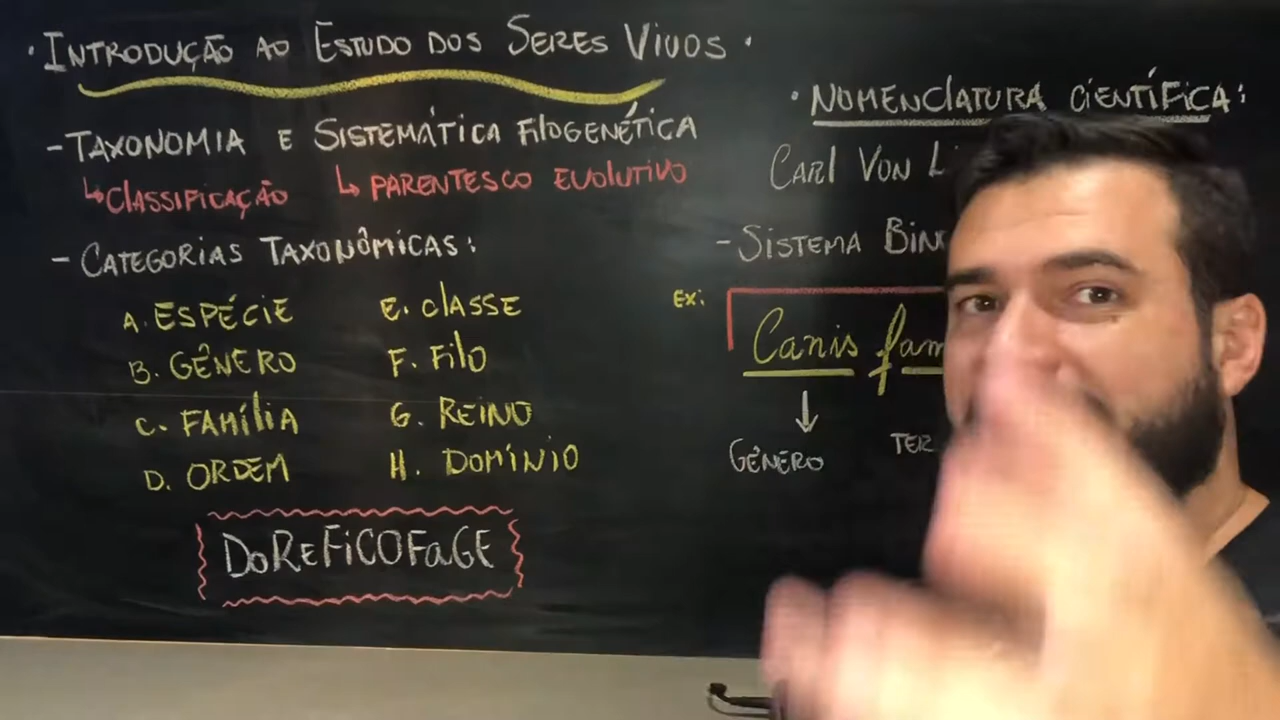 · INTRODUÇÃO AO ESTUDO DOS SERES VIVOS ·
- TAXONOMIA E SISTEMÁTICA FILOGENÉTICA
↳ CLASSIFICAÇÃO ↳ PARENTESCO EVOLUTIVO
- CATEGORIAS TAXONÔMICAS:
A. ESPÉCIE
B. GÊNERO
C. FAMÍLIA
D. ORDEM
E. CLASSE
F. FILO
G. REINO
H. DOMÍNIO
DoReFiCOFaGE
· NOMENCLATURA CIENTÍFICA:
CARL VON
- SISTEMA
EX:
Canis
↓
GÊNERO